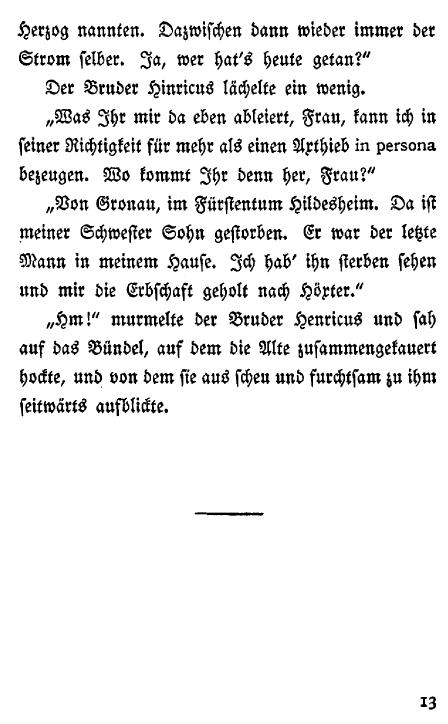 Herzog nannten. Dazwischen dann wieder immer der
Strom selber. Ja, wer hat's heute getan?“
Der Bruder Hinricus lächelte ein wenig.
„Was Ihr mir da eben ableiert, Frau, kann ich in
seiner Richtigkeit für mehr als einen Axthieb in persona
bezeugen. Wo kommt Ihr denn her, Frau?“
„Von Gronau, im Fürstentum Hildesheim. Da ist
meiner Schwester Sohn gestorben. Er war der letzte
Mann in meinem Hause. Ich hab' ihn sterben sehen
und mir die Erbschaft geholt nach Höxter.“
„Hm!“ murmelte der Bruder Henricus und sah
auf das Bündel, auf dem die Alte zusammengekauert
hockte, und von dem sie aus scheu und furchtsam zu ihm
seitwärts aufblickte.
13